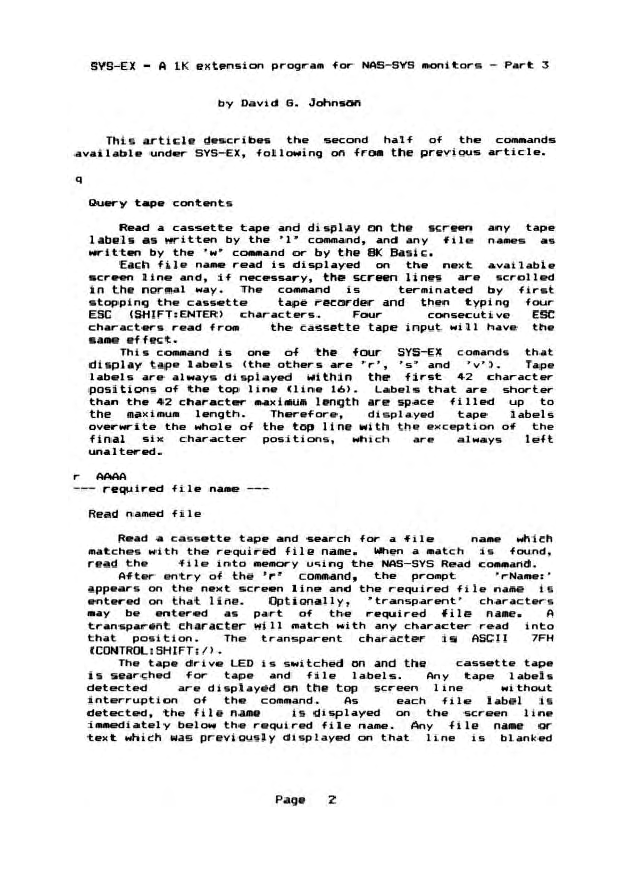 SYS-EX - A 1K extension program for NAS-SYS monitors - Part 3
by David G. Johnson
This article describes the second half of the commands
available under SYS-EX, following on from the previous article.
q
Query tape contents
Read a cassette tape and display on the screen any tape
labels as written by the 'l' command, and any file names as
written by the 'w' command or by the 8K Basic.
Each file name read is displayed on the next available
screen line and, if necessary, the screen lines are scrolled
in the normal way. The command is terminated by first
stopping the cassette tape recorder and then typing four
ESC (SHIFT:ENTER) characters. Four consecutive ESC
characters read from the cassette tape input will have the
same effect.
This command is one of the four SYS-EX comands that
display tape labels (the others are 'r', 's' and 'v'). Tape
labels are always displayed within the first 42 character
positions of the top line (line 16). Labels that are shorter
than the 42 character maximum length are space filled up to
the maximum length. Therefore, displayed tape labels
overwrite the whole of the top line with the exception of the
final six character positions, which are always left
unaltered.
r AAAA
--- required file name ---
Read named file
Read a cassette tape and search for a file name which
matches with the required file name. When a match is found,
read the file into memory using the NAS-SYS Read command.
After entry of the 'r' command, the prompt 'rName:'
appears on the next screen line and the required file name is
entered on that line. Optionally, 'transparent' characters
may be entered as part of the required file name. A
transparent character will match with any character read into
that position. The transparent character is ASCII 7FH
(CONTROL:SHIFT:/).
The tape drive LED is switched on and the cassette tape
is searched for tape and file labels. Any tape labels
detected are displayed on the top screen line without
interruption of the command. As each file label is
detected, the file name is displayed on the screen line
immediately below the required file name. Any file name or
text which was previously displayed on that line is blanked
Page 2